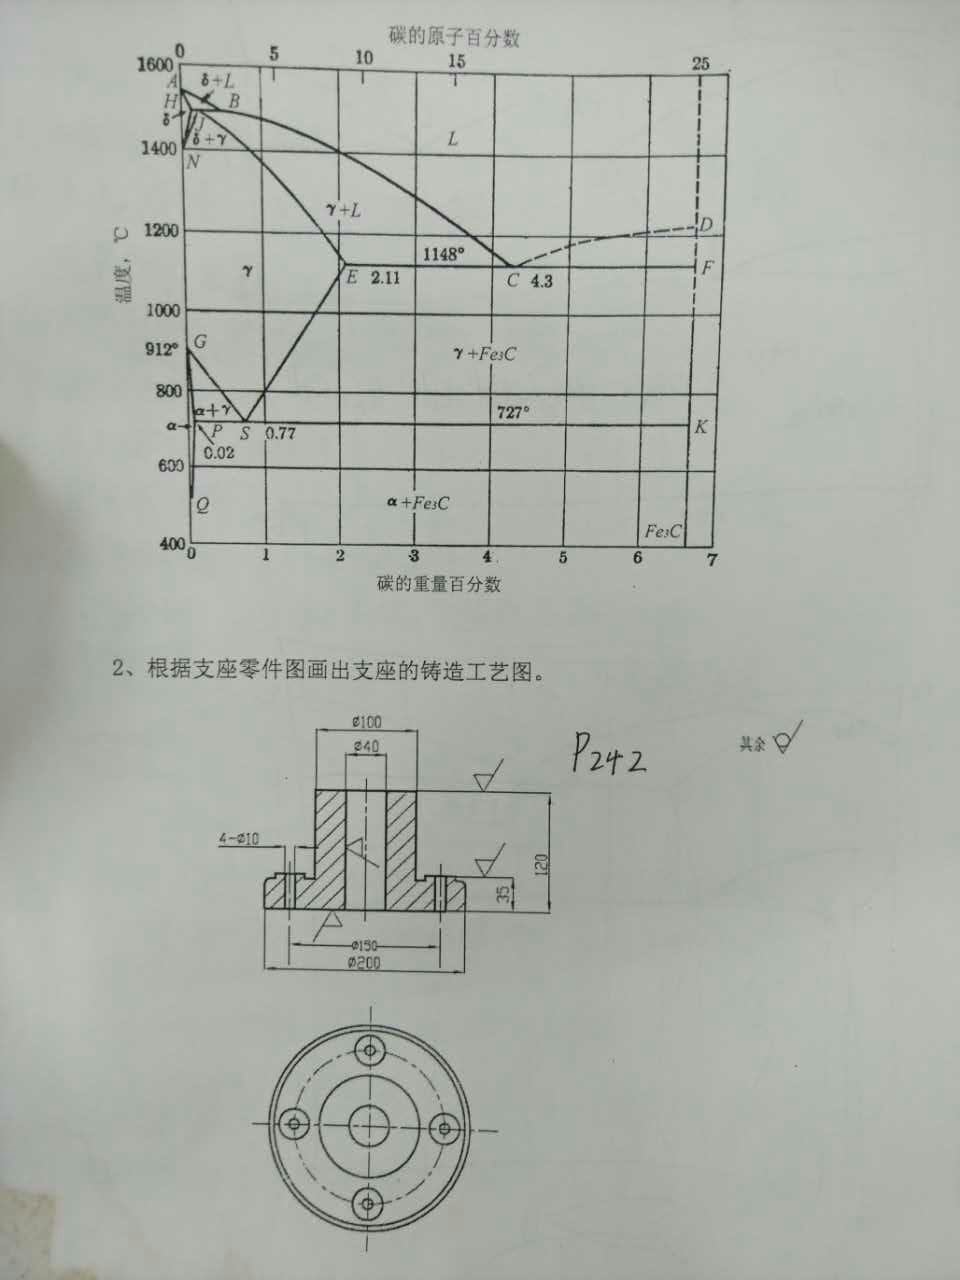 碳的原子百分数
0 5 10 15 25
1600
A δ+L
H B
δ J
δ+γ L
1400
N
γ+L
1200 D
1148°
γ E 2.11 C 4.3 F
温度，℃
1000
912° G
γ+Fe₃C
800
α+γ 727°
α P S 0.77 K
0.02
600
Q α+Fe₃C
Fe₃C
400
0 1 2 3 4 5 6 7
碳的重量百分数
2、根据支座零件图画出支座的铸造工艺图。
ø100
ø40
P242
其余
4-ø10
120
35
ø150
ø200